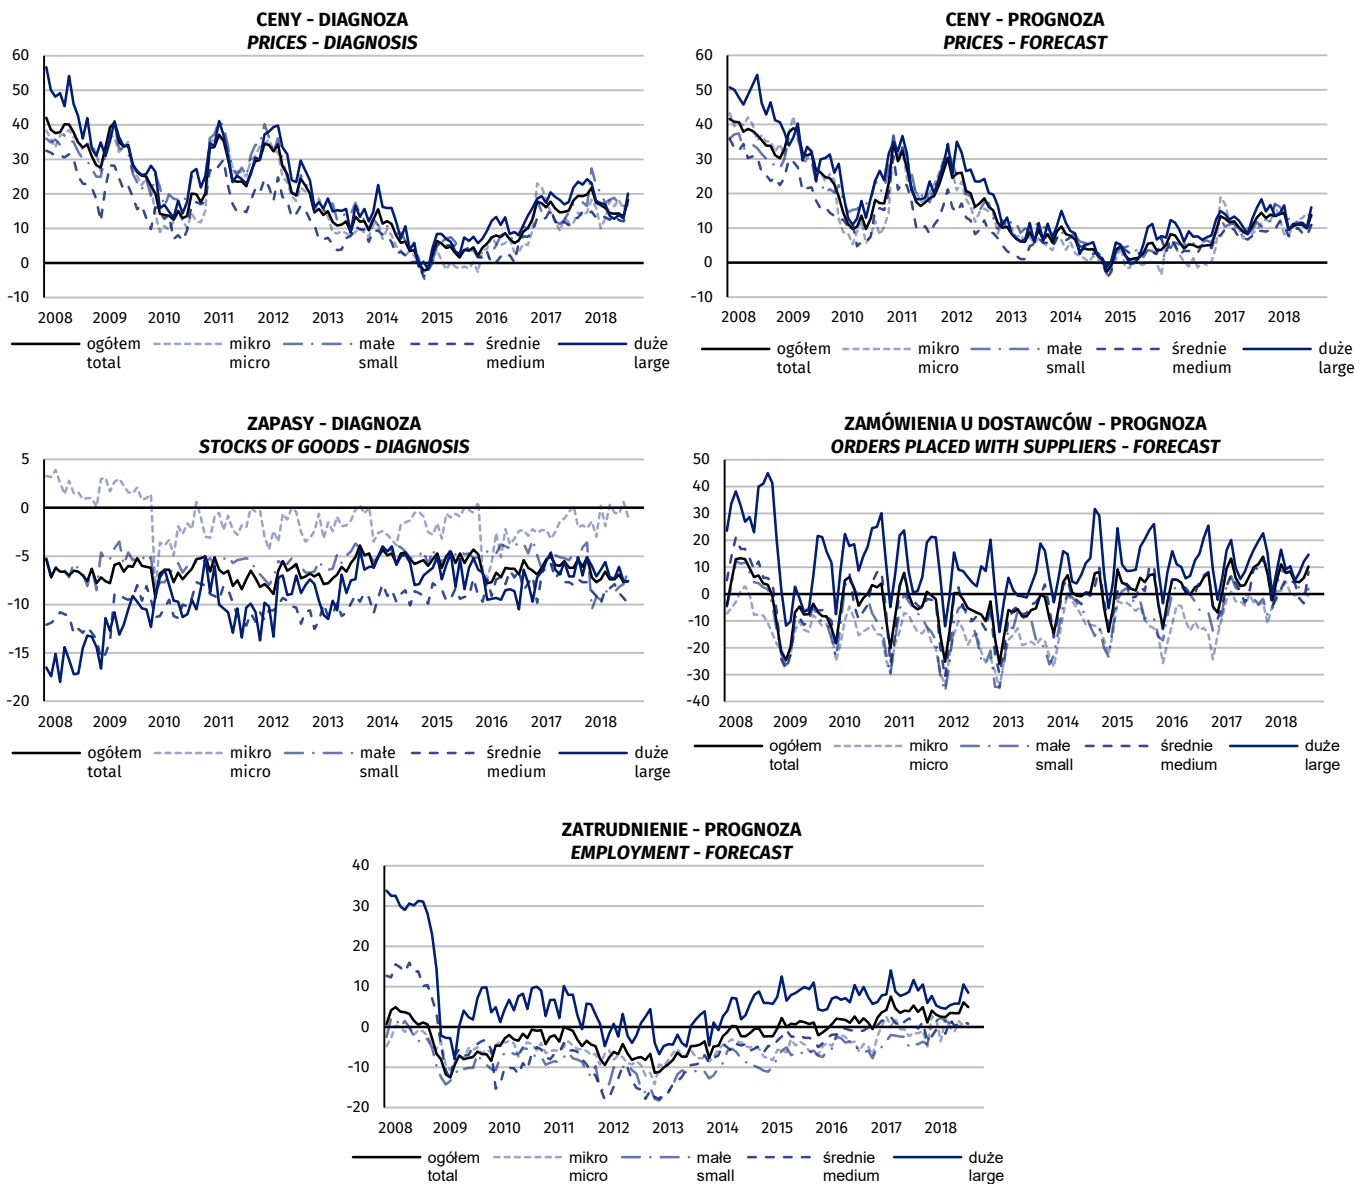 CENY - DIAGNOZA
PRICES - DIAGNOSIS
60
50
40
30
20
10
0
-10
2008 2009 2010 2011 2012 2013 2014 2015 2016 2017 2018
ogółem mikro małe średnie duże
total micro small medium large
CENY - PROGNOZA
PRICES - FORECAST
60
50
40
30
20
10
0
-10
2008 2009 2010 2011 2012 2013 2014 2015 2016 2017 2018
ogółem mikro małe średnie duże
total micro small medium large
ZAPASY - DIAGNOZA
STOCKS OF GOODS - DIAGNOSIS
5
0
-5
-10
-15
-20
2008 2009 2010 2011 2012 2013 2014 2015 2016 2017 2018
ogółem mikro małe średnie duże
total micro small medium large
ZAMÓWIENIA U DOSTAWCÓW - PROGNOZA
ORDERS PLACED WITH SUPPLIERS - FORECAST
50
40
30
20
10
0
-10
-20
-30
-40
2008 2009 2010 2011 2012 2013 2014 2015 2016 2017 2018
ogółem mikro małe średnie duże
total micro small medium large
ZATRUDNIENIE - PROGNOZA
EMPLOYMENT - FORECAST
40
30
20
10
0
-10
-20
2008 2009 2010 2011 2012 2013 2014 2015 2016 2017 2018
ogółem mikro małe średnie duże
total micro small medium large